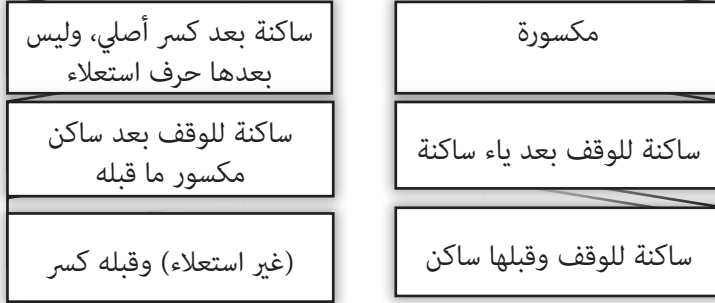 مكسورة
ساكنة بعد كسر أصلي، وليس
بعدها حرف استعلاء
ساكنة للوقف بعد ياء ساكنة
ساكنة للوقف بعد ساكن
مكسور ما قبله
ساكنة للوقف وقبلها ساكن
(غير استعلاء) وقبله كسر